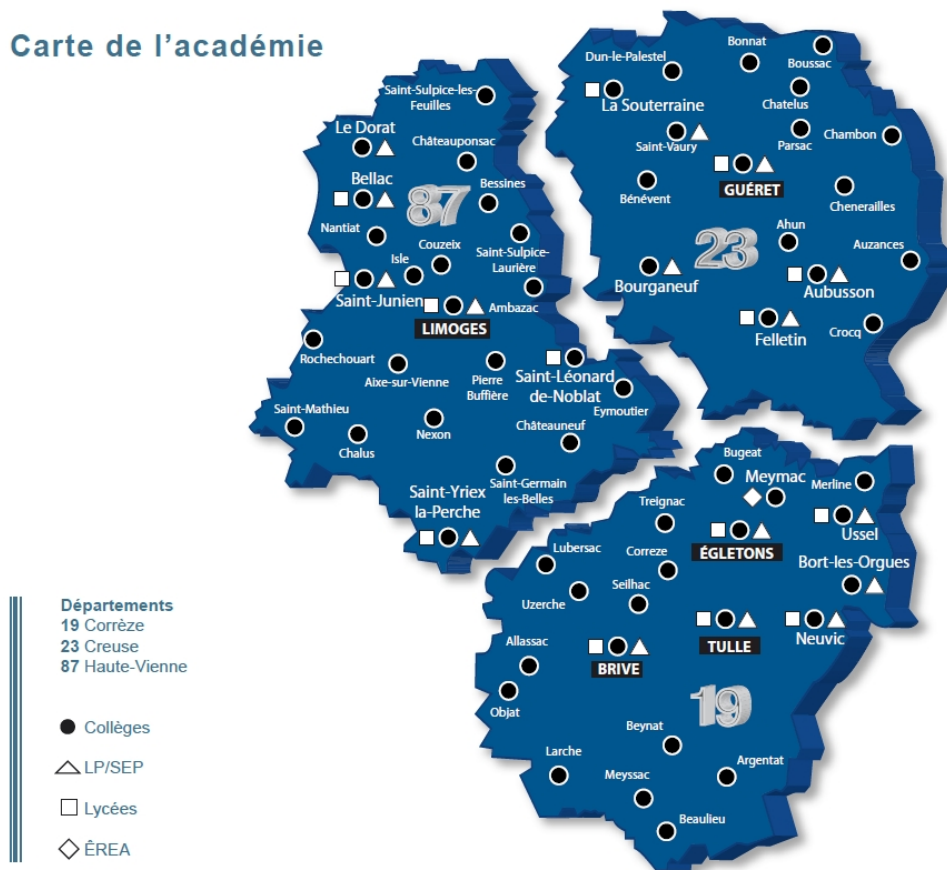 Carte de l'académie
Saint-Sulpice-les-
Feuilles
Le Dorat
Châteauponsac
Bellac
87
Bessines
Nantiat
Couzeix
Isle
Saint-Sulpice-
Laurière
Saint-Junien
Ambazac
LIMOGES
Rochechouart
Aixe-sur-Vienne
Pierre
Buffière
Saint-Léonard
de-Noblat
Eymoutier
Saint-Mathieu
Chalus
Nexon
Châteauneuf
Saint-Germain
les-Belles
Saint-Yriex
la-Perche
Dun-le-Palestel
Bonnat
Boussac
La Souterraine
Chatelus
Saint-Vaury
Parsac
Chambon
GUÉRET
Bénévent
Chenerailles
23
Ahun
Auzances
Bourganeuf
Aubusson
Felletin
Crocq
Bugeat
Meymac
Merline
Treignac
Ussel
ÉGLETONS
Lubersac
Correze
Bort-les-Orgues
Seilhac
Uzerche
Allassac
BRIVE
TULLE
Neuvic
Objat
19
Beynat
Larche
Meyssac
Argentat
Beaulieu
Départements
19 Corrèze
23 Creuse
87 Haute-Vienne
Collèges
LP/SEP
Lycées
ÊREA